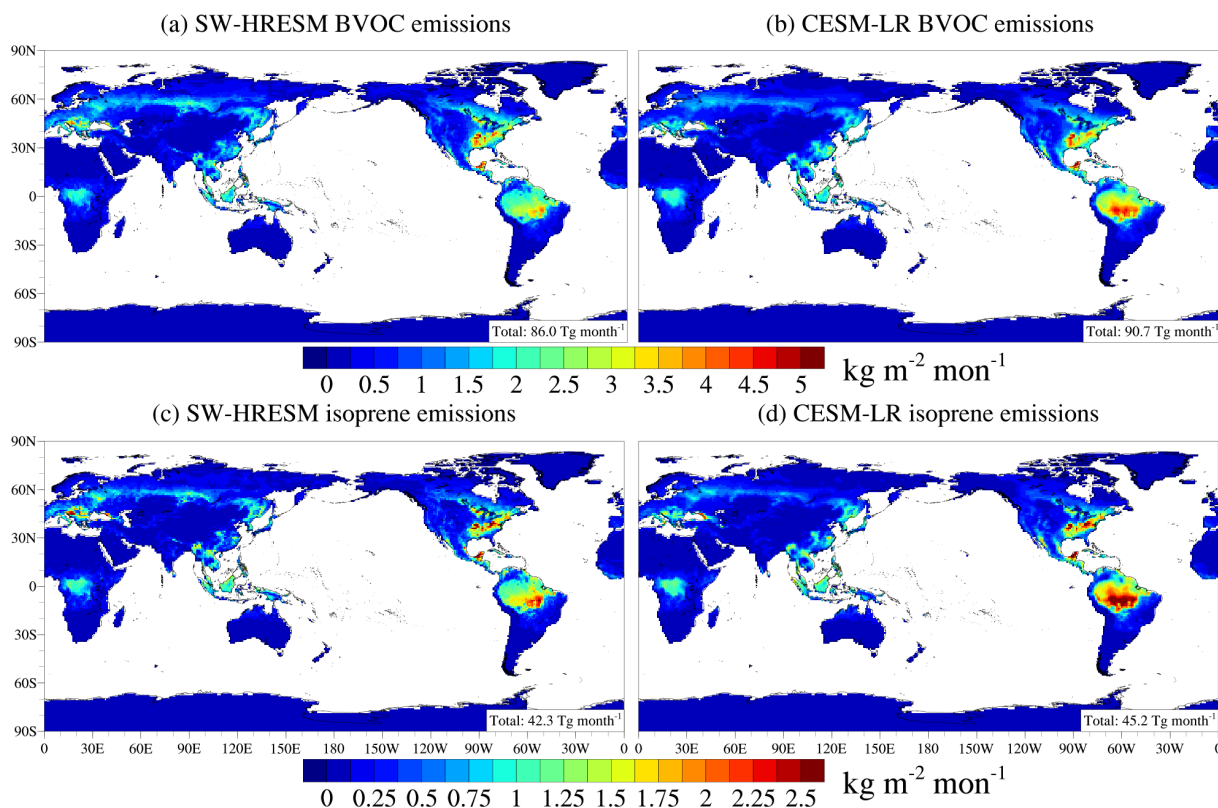 (a) SW-HRESM BVOC emissions
(b) CESM-LR BVOC emissions
90N
60N
30N
0
30S
60S
90S
Total: 86.0 Tg month⁻¹
Total: 90.7 Tg month⁻¹
0 0.5 1 1.5 2 2.5 3 3.5 4 4.5 5
kg m⁻² mon⁻¹
(c) SW-HRESM isoprene emissions
(d) CESM-LR isoprene emissions
90N
60N
30N
0
30S
60S
90S
Total: 42.3 Tg month⁻¹
Total: 45.2 Tg month⁻¹
0 30E 60E 90E 120E 150E 180 150W 120W 90W 60W 30W 0
0 30E 60E 90E 120E 150E 180 150W 120W 90W 60W 30W 0
0 0.25 0.5 0.75 1 1.25 1.5 1.75 2 2.25 2.5
kg m⁻² mon⁻¹